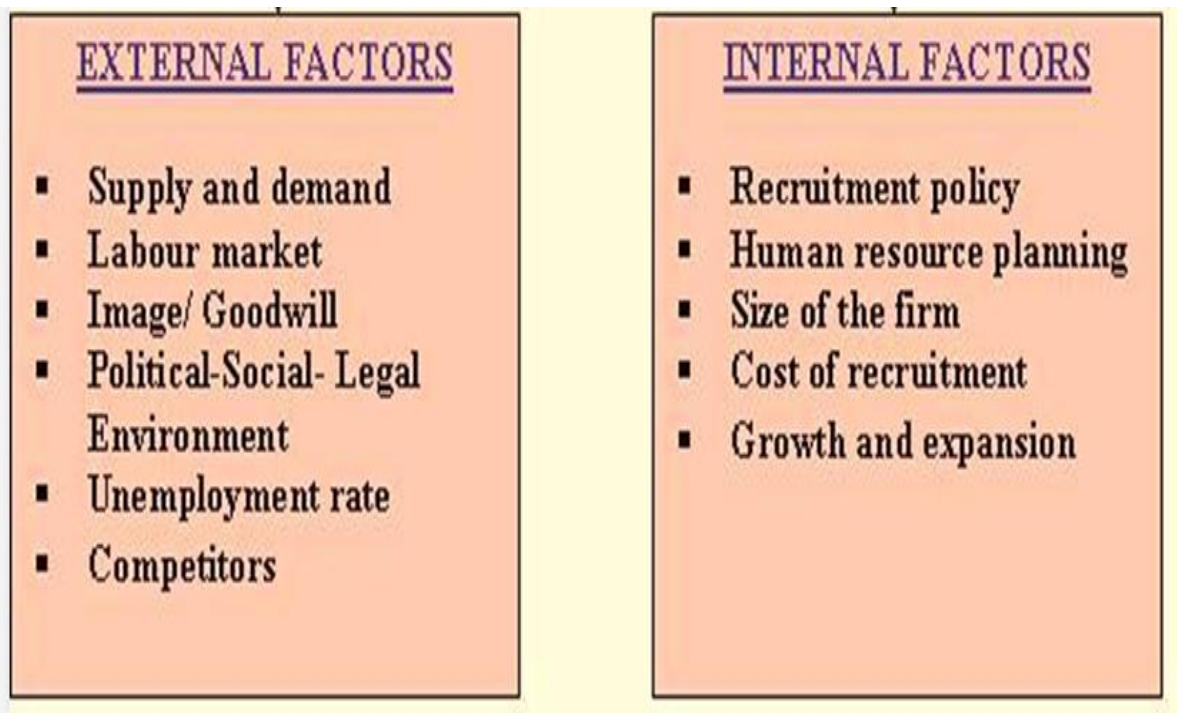 EXTERNAL FACTORS
▪ Supply and demand
▪ Labour market
▪ Image/ Goodwill
▪ Political-Social- Legal
Environment
▪ Unemployment rate
▪ Competitors
INTERNAL FACTORS
▪ Recruitment policy
▪ Human resource planning
▪ Size of the firm
▪ Cost of recruitment
▪ Growth and expansion